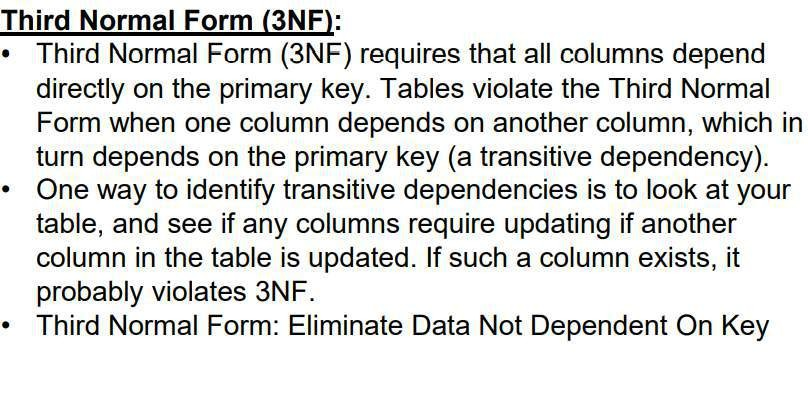 Third Normal Form (3NF):
• Third Normal Form (3NF) requires that all columns depend
directly on the primary key. Tables violate the Third Normal
Form when one column depends on another column, which in
turn depends on the primary key (a transitive dependency).
• One way to identify transitive dependencies is to look at your
table, and see if any columns require updating if another
column in the table is updated. If such a column exists, it
probably violates 3NF.
• Third Normal Form: Eliminate Data Not Dependent On Key